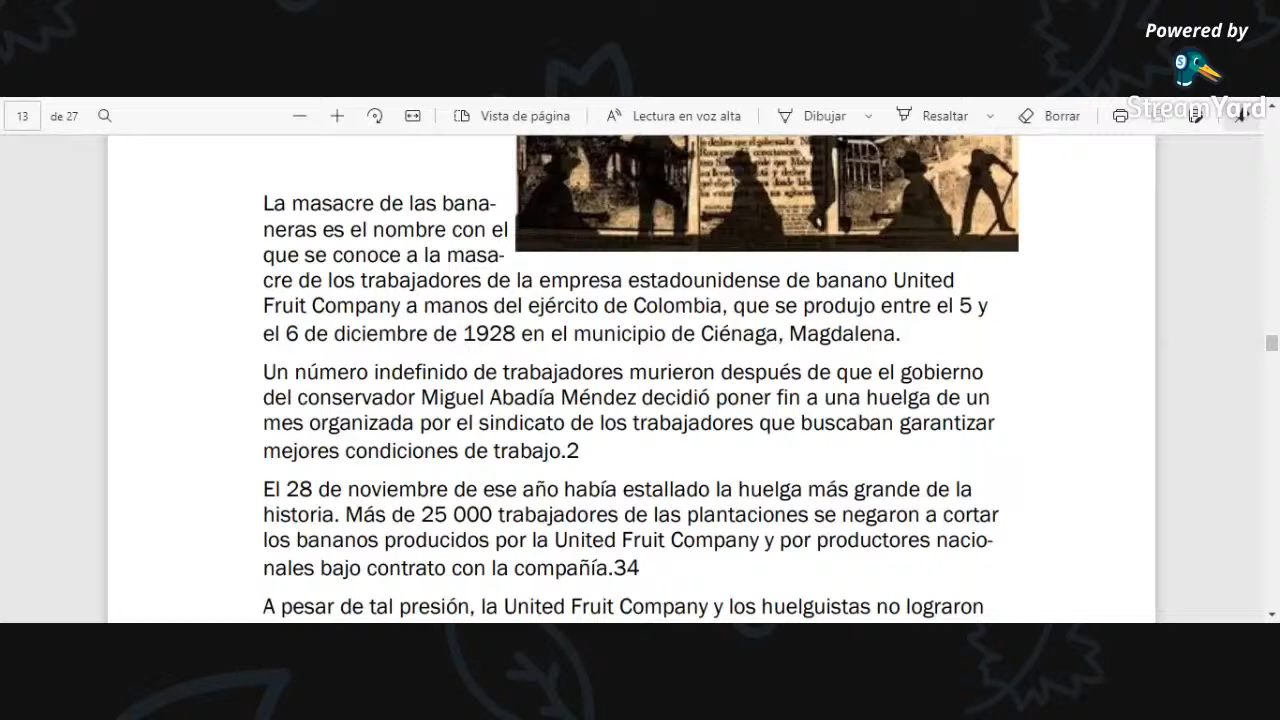 Powered by
StreamYard
13 de 27
Vista de página
Lectura en voz alta
Dibujar
Resaltar
Borrar
La masacre de las bana-
neras es el nombre con el
que se conoce a la masa-
cre de los trabajadores de la empresa estadounidense de banano United
Fruit Company a manos del ejército de Colombia, que se produjo entre el 5 y
el 6 de diciembre de 1928 en el municipio de Ciénaga, Magdalena.
Un número indefinido de trabajadores murieron después de que el gobierno
del conservador Miguel Abadía Méndez decidió poner fin a una huelga de un
mes organizada por el sindicato de los trabajadores que buscaban garantizar
mejores condiciones de trabajo.2
El 28 de noviembre de ese año había estallado la huelga más grande de la
historia. Más de 25 000 trabajadores de las plantaciones se negaron a cortar
los bananos producidos por la United Fruit Company y por productores nacio-
nales bajo contrato con la compañía.34
A pesar de tal presión, la United Fruit Company y los huelguistas no lograron